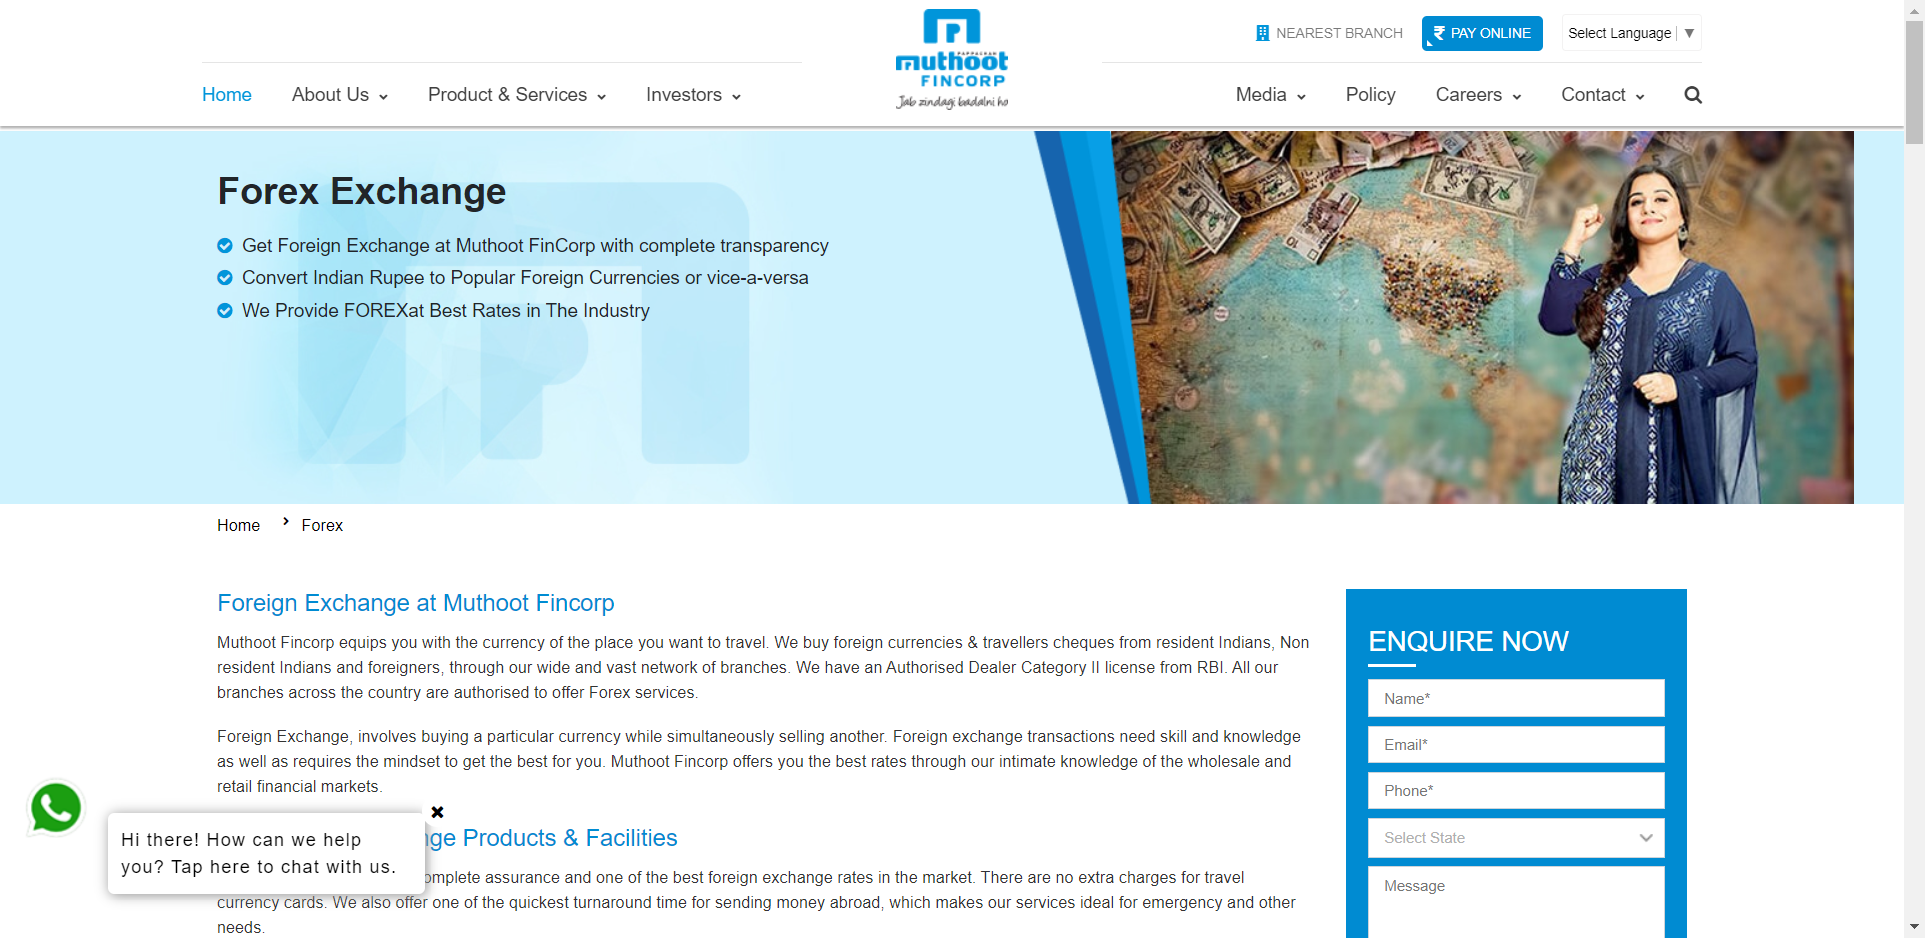 NEAREST BRANCH
PAY ONLINE
Select Language ▼
PAPPACHAN
muthoot
FINCORP
Jab zindagi badalni ho
Home
About Us
Product & Services
Investors
Media
Policy
Careers
Contact
Forex Exchange
Get Foreign Exchange at Muthoot FinCorp with complete transparency
Convert Indian Rupee to Popular Foreign Currencies or vice-a-versa
We Provide FOREXat Best Rates in The Industry
Home
Forex
Foreign Exchange at Muthoot Fincorp
Muthoot Fincorp equips you with the currency of the place you want to travel. We buy foreign currencies & travellers cheques from resident Indians, Non
resident Indians and foreigners, through our wide and vast network of branches. We have an Authorised Dealer Category II license from RBI. All our
branches across the country are authorised to offer Forex services.
Foreign Exchange, involves buying a particular currency while simultaneously selling another. Foreign exchange transactions need skill and knowledge
as well as requires the mindset to get the best for you. Muthoot Fincorp offers you the best rates through our intimate knowledge of the wholesale and
retail financial markets.
Products & Facilities
assurance and one of the best foreign exchange rates in the market. There are no extra charges for travel
currency cards. We also offer one of the quickest turnaround time for sending money abroad, which makes our services ideal for emergency and other
needs.
Hi there! How can we help
you? Tap here to chat with us.
ENQUIRE NOW
Name*
Email*
Phone*
Select State
Message